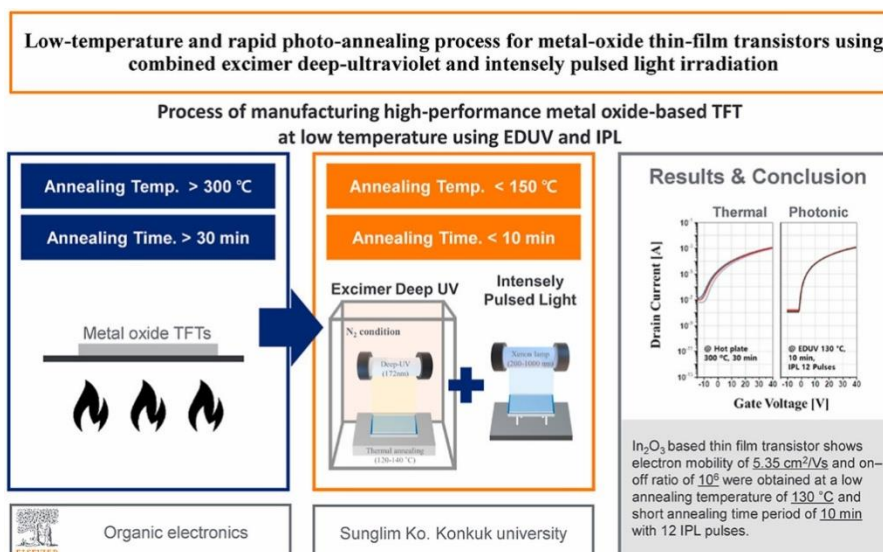 Low-temperature and rapid photo-annealing process for metal-oxide thin-film transistors using
combined excimer deep-ultraviolet and intensely pulsed light irradiation
Process of manufacturing high-performance metal oxide-based TFT
at low temperature using EDUV and IPL
Annealing Temp. > 300 ℃
Annealing Time. > 30 min
Metal oxide TFTs
Annealing Temp. < 150 ℃
Annealing Time. < 10 min
Excimer Deep UV
N₂ condition
Deep-UV
(172nm)
Thermal annealing
(120-140 ℃)
Intensely
Pulsed Light
Xenon lamp
(200-1000 nm)
Results & Conclusion
Thermal
Photonic
Drain Current [A]
@ Hot plate
300 ℃, 30 min
@ EDUV 130 ℃,
10 min,
IPL 12 Pulses
-10 0 10 20 30 40
-10 0 10 20 30 40
Gate Voltage [V]
In₂O₃ based thin film transistor shows
electron mobility of 5.35 cm²/Vs and on–
off ratio of 10⁶ were obtained at a low
annealing temperature of 130 ℃ and
short annealing time period of 10 min
with 12 IPL pulses.
Organic electronics
Sunglim Ko. Konkuk university